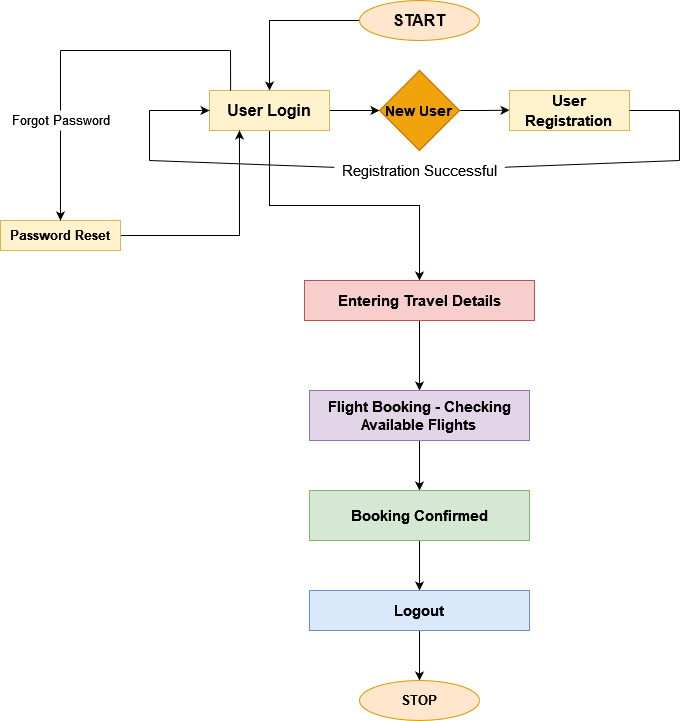 START
User Login
New User
User
Registration
Forgot Password
Registration Successful
Password Reset
Entering Travel Details
Flight Booking - Checking
Available Flights
Booking Confirmed
Logout
STOP